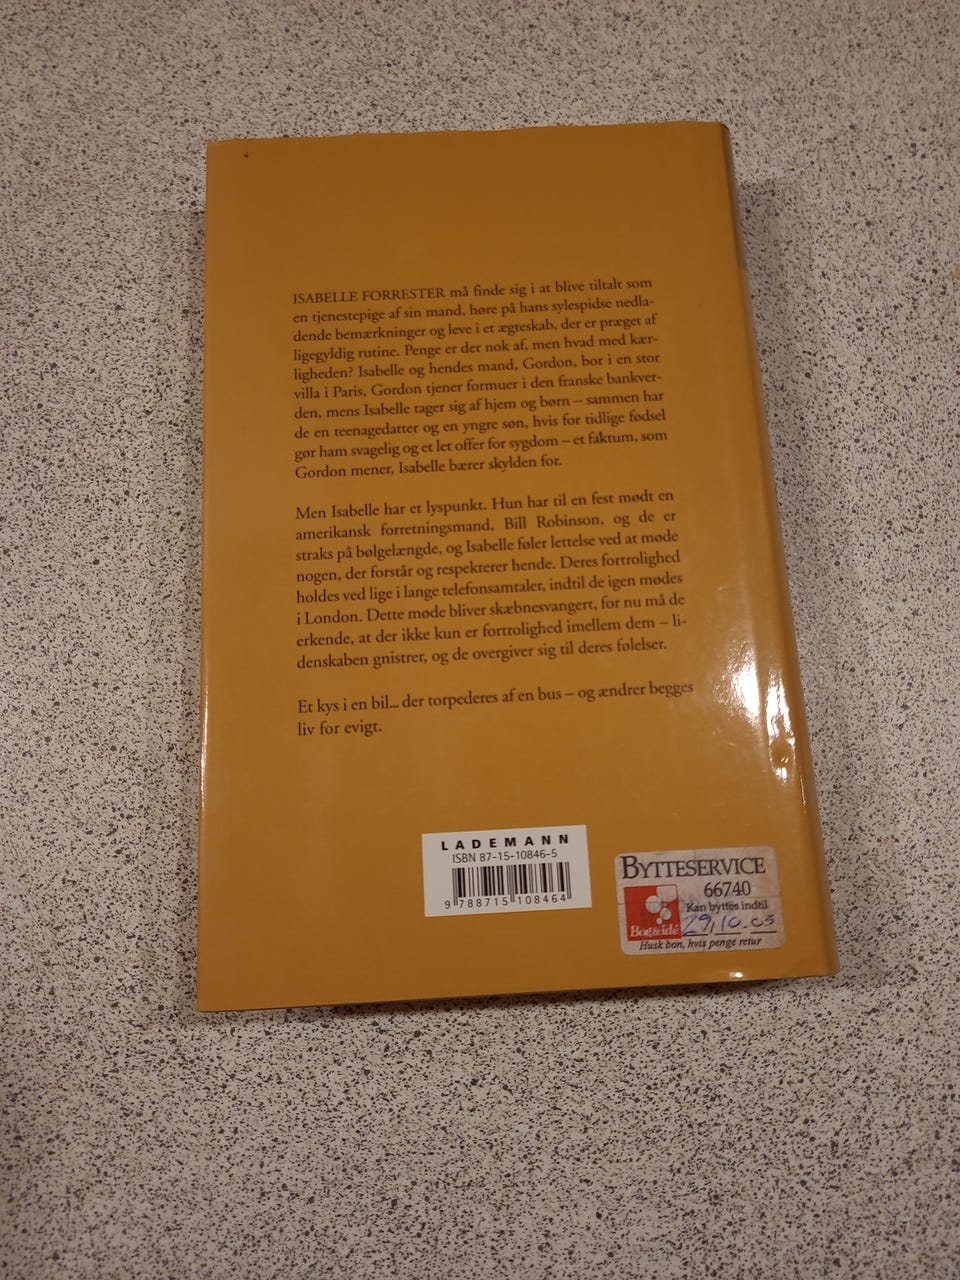 ISABELLE FORRESTER må finde sig i at blive tiltalt som
en tjenestepige af sin mand, høre på hans sylespidse nedla-
dende bemærkninger og leve i et ægteskab, der er præget af
ligegyldig rutine. Penge er der nok af, men hvad med kær-
ligheden? Isabelle og hendes mand, Gordon, bor i en stor
villa i Paris, Gordon tjener formuer i den franske bankver-
den, mens Isabelle tager sig af hjem og børn – sammen har
de en teenagedatter og en yngre søn, hvis for tidlige fødsel
gør ham svagelig og et let offer for sygdom – et faktum, som
Gordon mener, Isabelle bærer skylden for.
Men Isabelle har et lyspunkt. Hun har til en fest mødt en
amerikansk forretningsmand, Bill Robinson, og de er
straks på bølgelængde, og Isabelle føler lettelse ved at møde
nogen, der forstår og respekterer hende. Deres fortrolighed
holdes ved lige i lange telefonsamtaler, indtil de igen mødes
i London. Dette møde bliver skæbnesvangert, for nu må de
erkende, at der ikke kun er fortrolighed imellem dem – li-
denskaben gnistrer, og de overgiver sig til deres følelser.
Et kys i en bil... der torpederes af en bus – og ændrer begges
liv for evigt.
LADEMANN
ISBN 87-15-10846-5
9 788715 108464
BYTTESERVICE
66740
Kan byttes indtil
29.10.05
Bog&idé
Husk bon, hvis penge retur